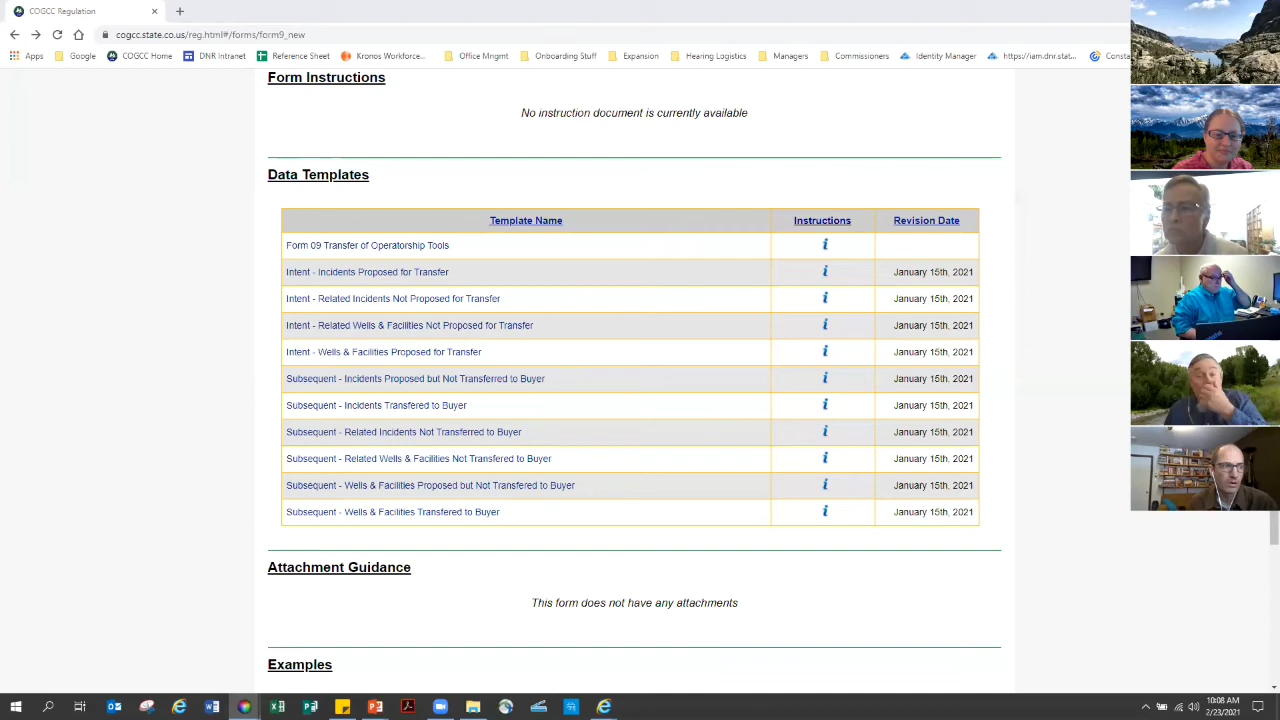 COGCC Regulation
cogcc.state.co.us/reg.html#/forms/form9_new
Apps Google COGCC Home DNR Intranet Reference Sheet Kronos Workforce... Office Mngmt Onboarding Stuff Expansion Hearing Logistics Managers Commissioners Identity Manager https://iam.dnr.stat... Consta
Form Instructions
No instruction document is currently available
Data Templates
Template Name Instructions Revision Date
Form 09 Transfer of Operatorship Tools
Intent - Incidents Proposed for Transfer January 15th, 2021
Intent - Related Incidents Not Proposed for Transfer January 15th, 2021
Intent - Related Wells & Facilities Not Proposed for Transfer January 15th, 2021
Intent - Wells & Facilities Proposed for Transfer January 15th, 2021
Subsequent - Incidents Proposed but Not Transferred to Buyer January 15th, 2021
Subsequent - Incidents Transfered to Buyer January 15th, 2021
Subsequent - Related Incidents Not Transferred to Buyer January 15th, 2021
Subsequent - Related Wells & Facilities Not Transfered to Buyer January 15th, 2021
Subsequent - Wells & Facilities Proposed but Not Transfered to Buyer January 15th, 2021
Subsequent - Wells & Facilities Transfered to Buyer January 15th, 2021
Attachment Guidance
This form does not have any attachments
Examples
10:08 AM
2/23/2021